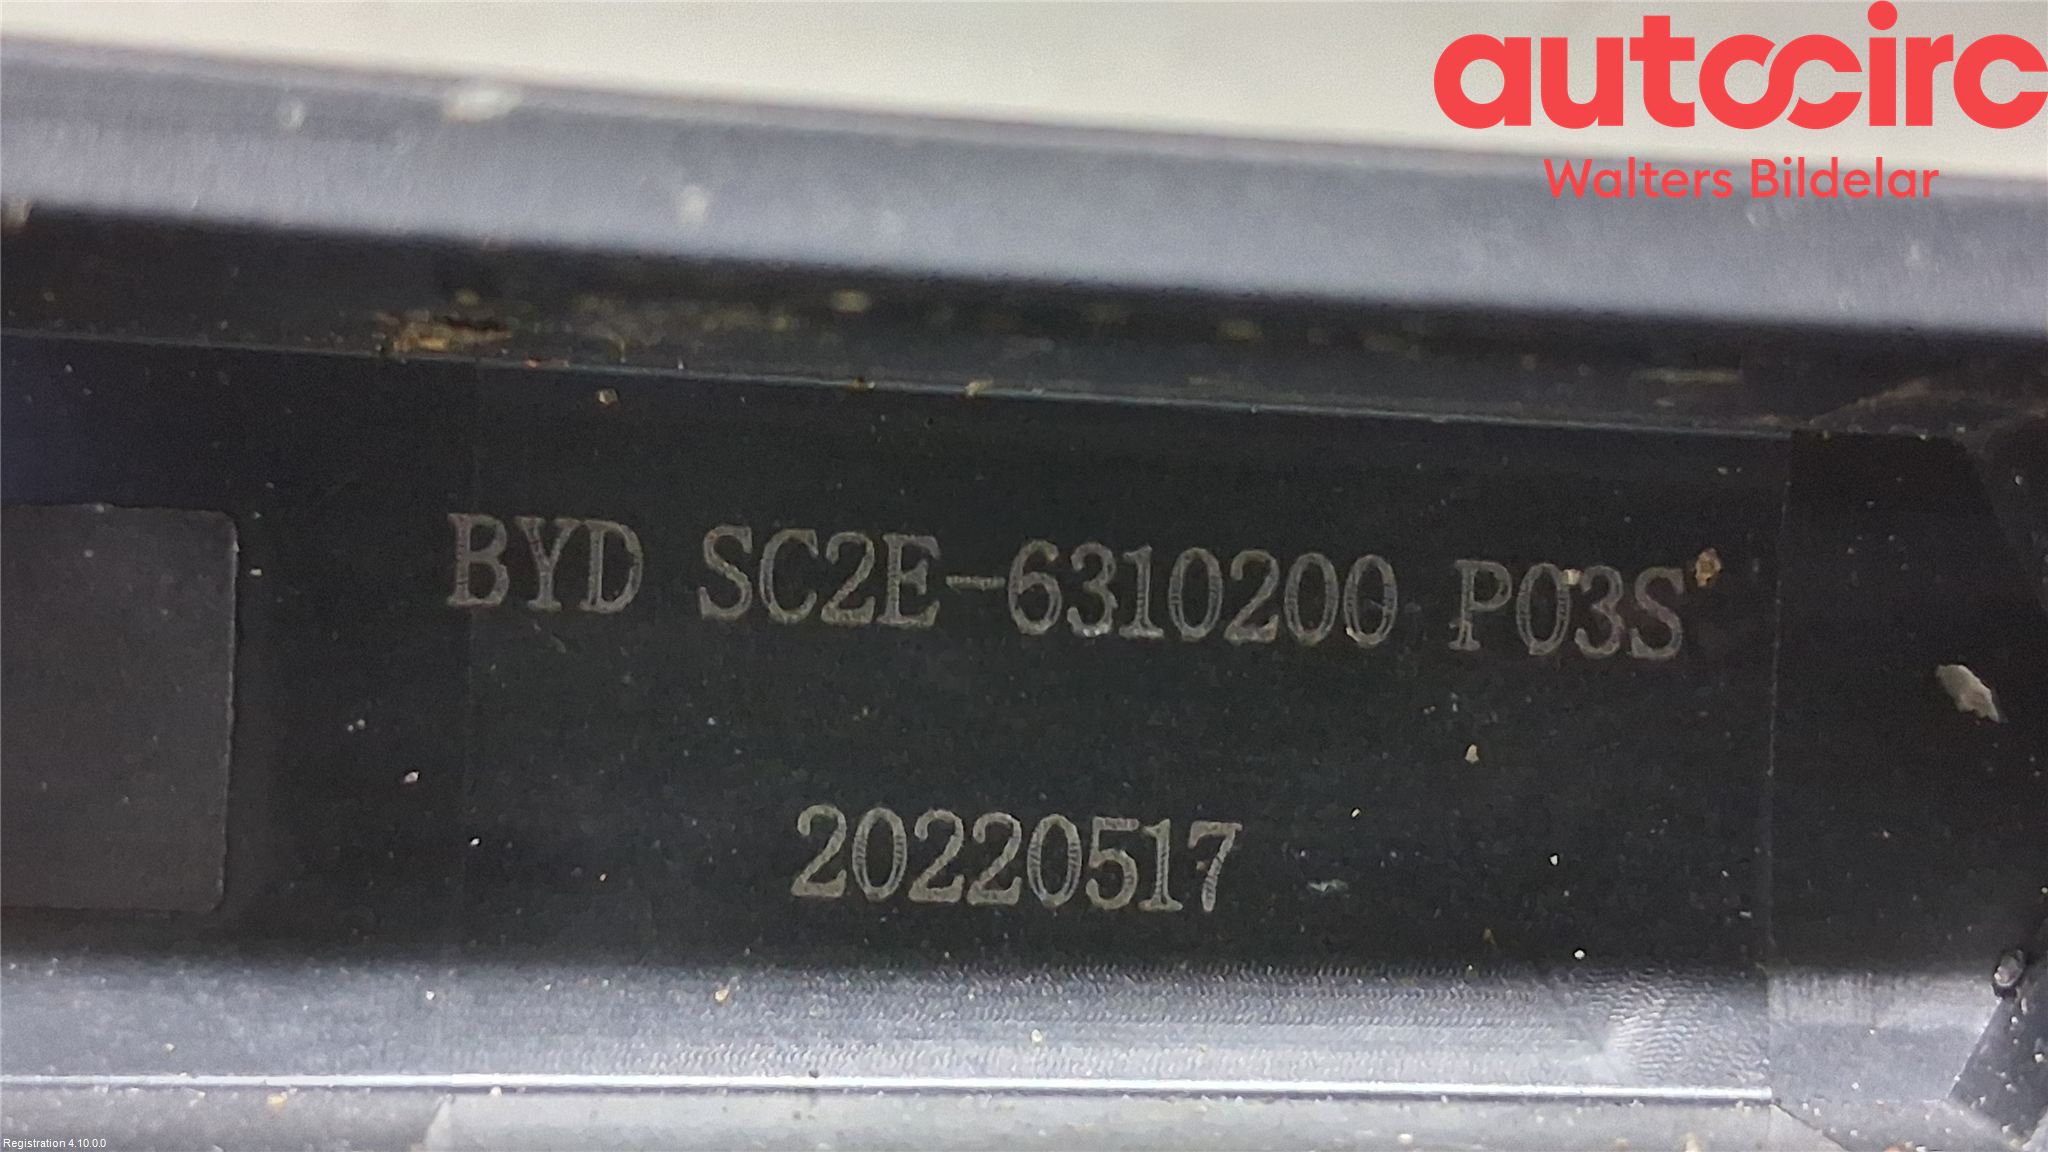 autocirc
Walters Bildelar
BYD SC2E-6310200 P03S
20220517
Registration 4.10.0.0